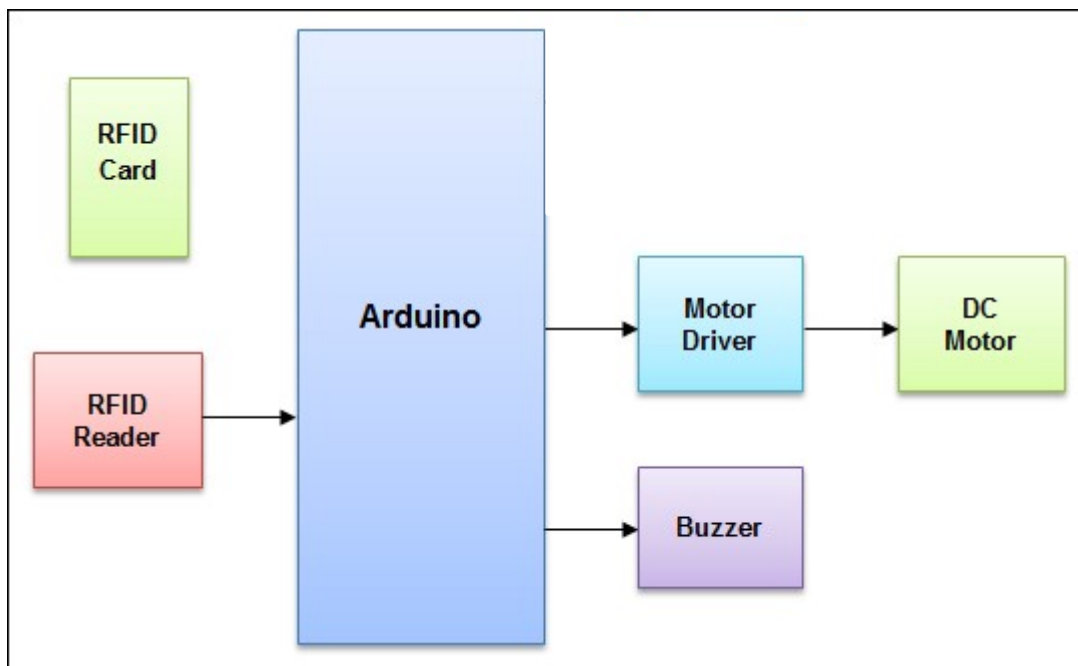 RFID
Card
Arduino
Motor
Driver
DC
Motor
RFID
Reader
Buzzer